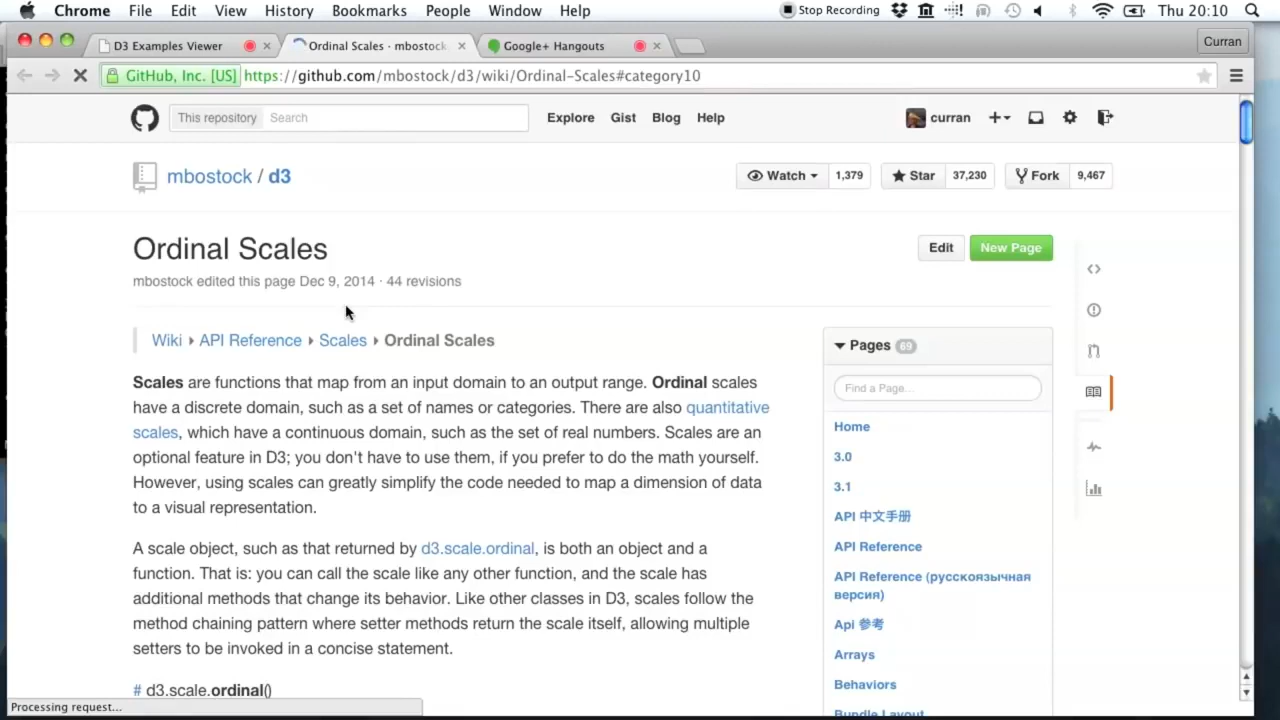 Chrome File Edit View History Bookmarks People Window Help Stop Recording Thu 20:10
D3 Examples Viewer × Ordinal Scales · mbostock × Google+ Hangouts × Curran
GitHub, Inc. [US] https://github.com/mbostock/d3/wiki/Ordinal-Scales#category10
This repository Search Explore Gist Blog Help curran
mbostock / d3 Watch 1,379 Star 37,230 Fork 9,467
Ordinal Scales Edit New Page
mbostock edited this page Dec 9, 2014 · 44 revisions
Wiki ▸ API Reference ▸ Scales ▸ Ordinal Scales
Scales are functions that map from an input domain to an output range. Ordinal scales
have a discrete domain, such as a set of names or categories. There are also quantitative
scales, which have a continuous domain, such as the set of real numbers. Scales are an
optional feature in D3; you don't have to use them, if you prefer to do the math yourself.
However, using scales can greatly simplify the code needed to map a dimension of data
to a visual representation.
A scale object, such as that returned by d3.scale.ordinal, is both an object and a
function. That is: you can call the scale like any other function, and the scale has
additional methods that change its behavior. Like other classes in D3, scales follow the
method chaining pattern where setter methods return the scale itself, allowing multiple
setters to be invoked in a concise statement.
# d3.scale.ordinal()
Pages 69
Find a Page...
Home
3.0
3.1
API 中文手册
API Reference
API Reference (русскоязычная
версия)
Api 参考
Arrays
Behaviors
Bundle Layout
Processing request...